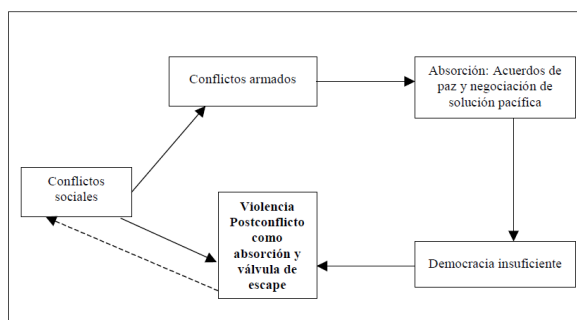 Conflictos armados
Absorción: Acuerdos de
paz y negociación de
solución pacífica
Conflictos
sociales
Violencia
Postconflicto
como
absorción y
válvula de
escape
Democracia insuficiente